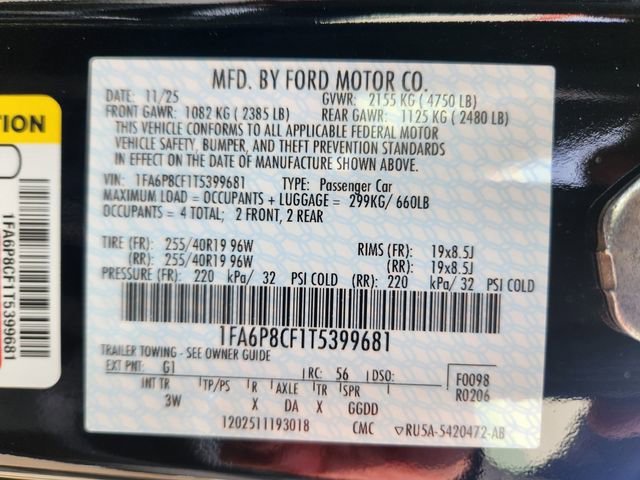 TION
1FA6P8CF1T5399681
MFD. BY FORD MOTOR CO.
DATE: 11/25 GVWR: 2155 KG ( 4750 LB)
FRONT GAWR: 1082 KG ( 2385 LB) REAR GAWR: 1125 KG ( 2480 LB)
THIS VEHICLE CONFORMS TO ALL APPLICABLE FEDERAL MOTOR
VEHICLE SAFETY, BUMPER, AND THEFT PREVENTION STANDARDS
IN EFFECT ON THE DATE OF MANUFACTURE SHOWN ABOVE.
VIN: 1FA6P8CF1T5399681 TYPE: Passenger Car
MAXIMUM LOAD = OCCUPANTS + LUGGAGE = 299KG/ 660LB
OCCUPANTS = 4 TOTAL; 2 FRONT, 2 REAR
TIRE (FR): 255/40R19 96W RIMS (FR): 19x8.5J
(RR): 255/40R19 96W (RR): 19x8.5J
PRESSURE (FR): 220 kPa/ 32 PSI COLD (RR): 220 kPa/ 32 PSI COLD
1FA6P8CF1T5399681
TRAILER TOWING - SEE OWNER GUIDE
EXT PNT: G1 RC: 56 DSO: F0098
INT TR TP/PS R AXLE TR SPR R0206
3W X DA X GGDD
1202511193018 CMC RU5A-5420472-AB